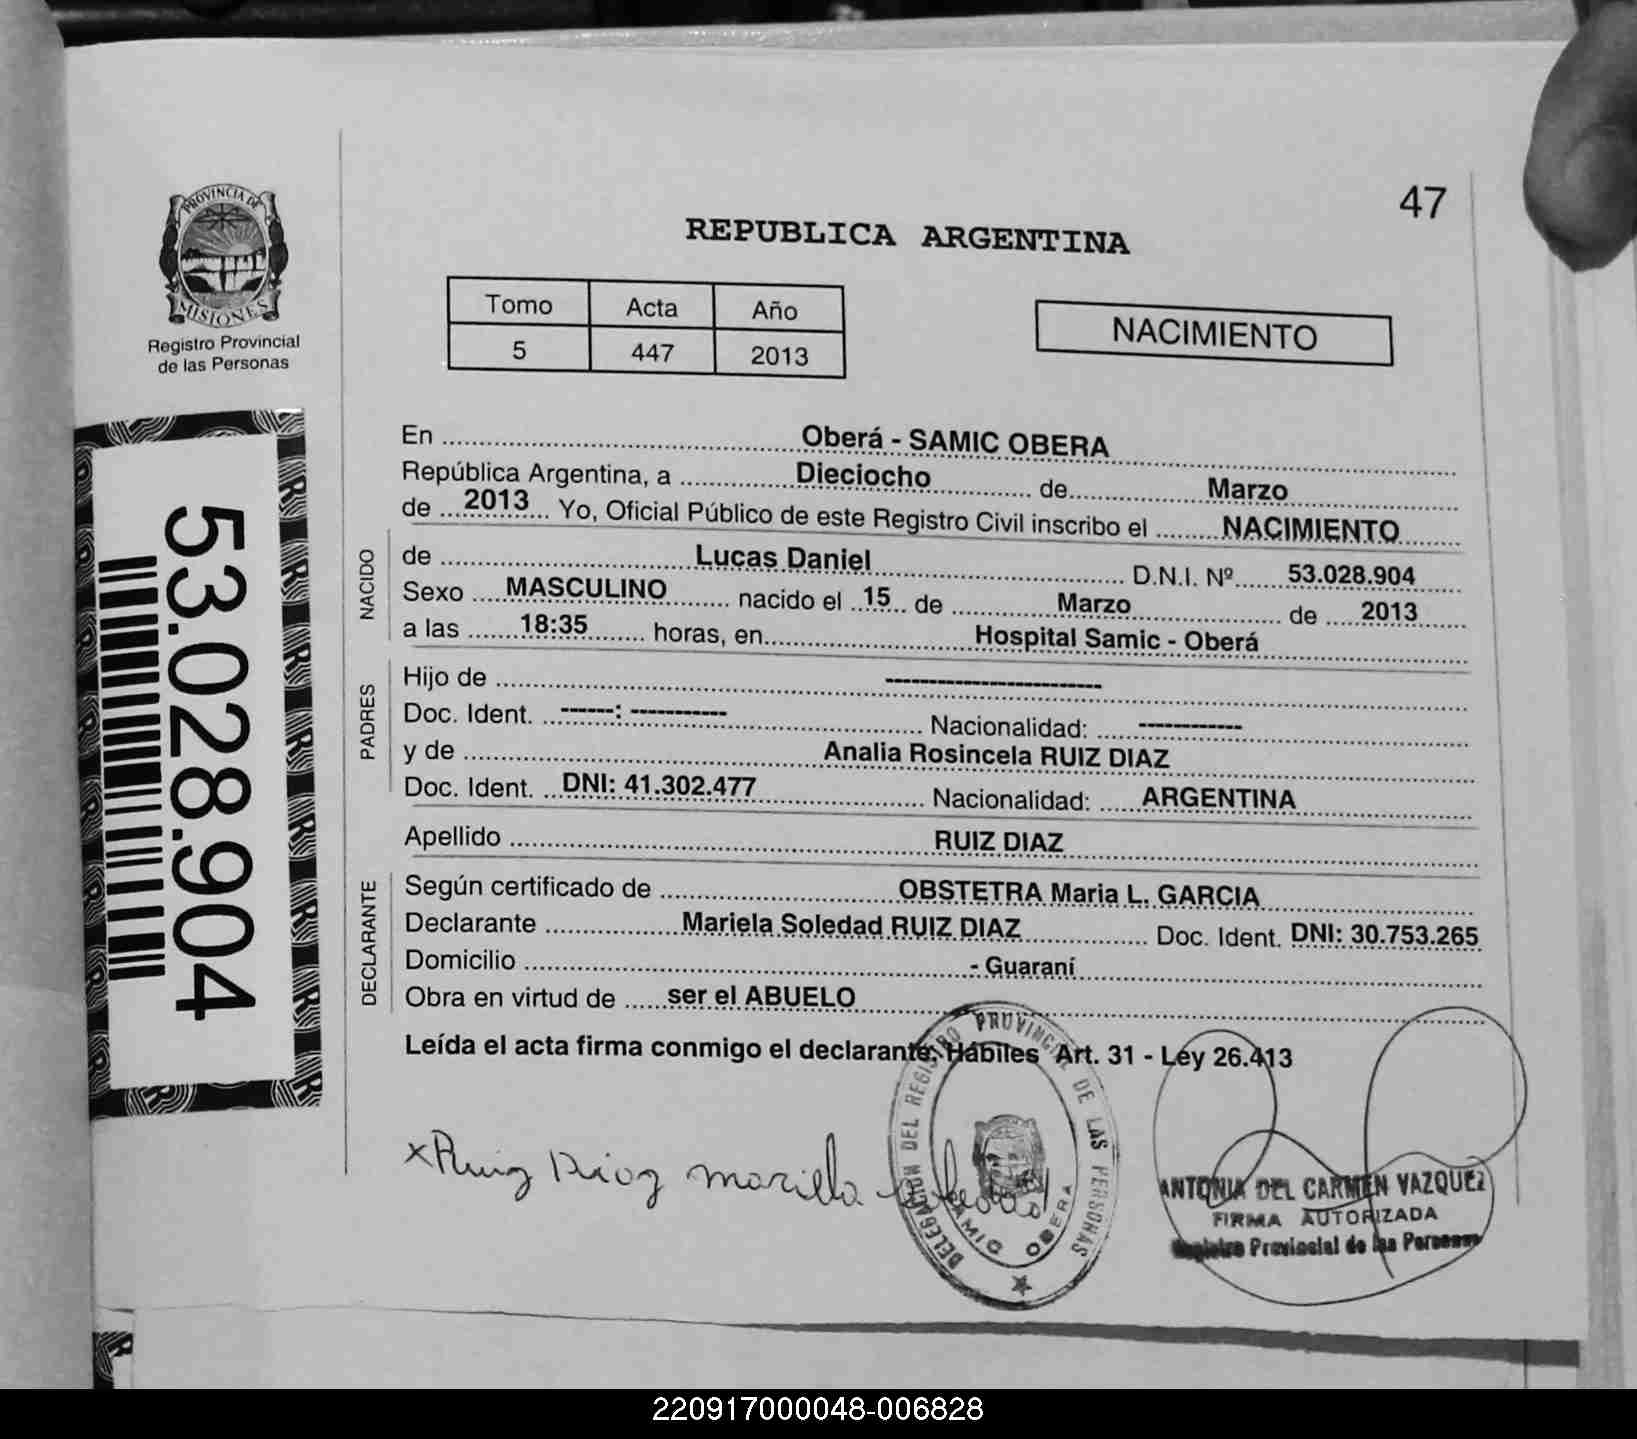 47
PROVINCIA DE
MISIONES
Registro Provincial
de las Personas
REPUBLICA ARGENTINA
Tomo Acta Año
5 447 2013
NACIMIENTO
53.028.904
En Oberá - SAMIC OBERA
República Argentina, a Dieciocho de Marzo
de 2013 Yo, Oficial Público de este Registro Civil inscribo el NACIMIENTO
NACIDO
de Lucas Daniel D.N.I. Nº 53.028.904
Sexo MASCULINO nacido el 15 de Marzo de 2013
a las 18:35 horas, en Hospital Samic - Oberá
PADRES
Hijo de ------------------------
Doc. Ident. ------: ----------- Nacionalidad: ------------
y de Analia Rosincela RUIZ DIAZ
Doc. Ident. DNI: 41.302.477 Nacionalidad: ARGENTINA
Apellido RUIZ DIAZ
DECLARANTE
Según certificado de OBSTETRA Maria L. GARCIA
Declarante Mariela Soledad RUIZ DIAZ Doc. Ident. DNI: 30.753.265
Domicilio - Guaraní
Obra en virtud de ser el ABUELO
Leída el acta firma conmigo el declarante. Hábiles Art. 31 - Ley 26.413
x Ruiz Diaz Mariela
DELEGACION DEL REGISTRO PROVINCIAL DE LAS PERSONAS
SAMIC OBERA
ANTONIA DEL CARMEN VAZQUEZ
FIRMA AUTORIZADA
Registro Provincial de las Personas
220917000048-006828